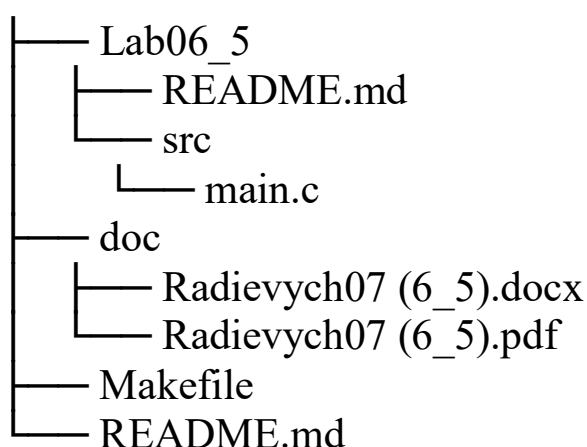 ├── Lab06_5
├── README.md
└── src
└── main.c
├── doc
├── Radievych07 (6_5).docx
└── Radievych07 (6_5).pdf
├── Makefile
└── README.md